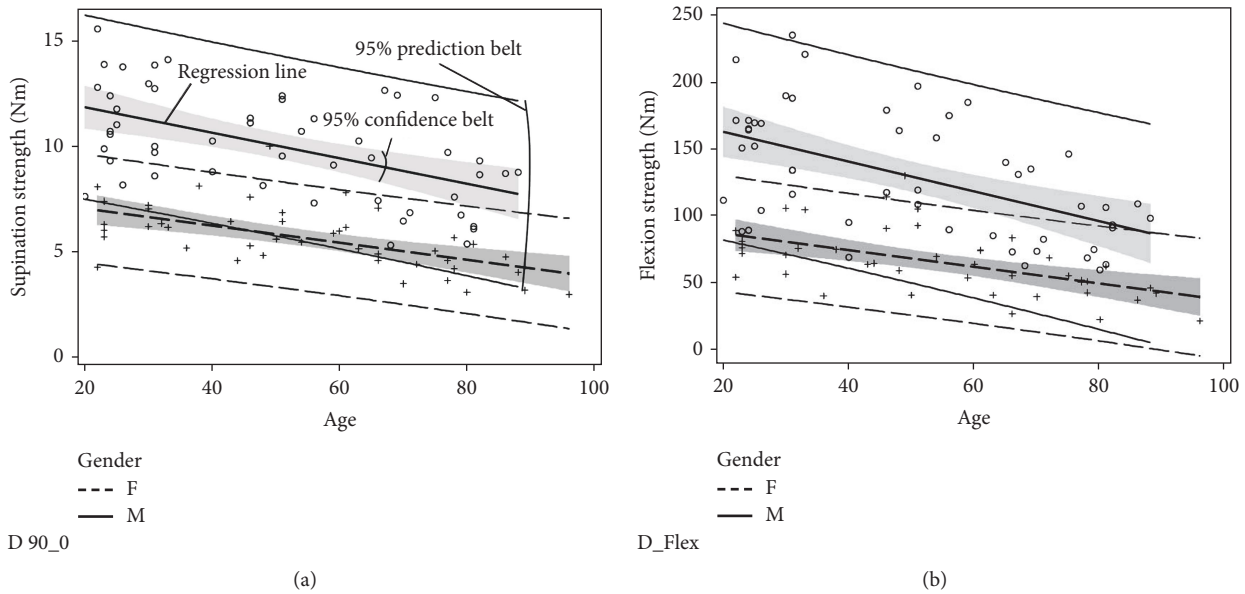 15
10
5
0
Supination strength (Nm)
95% prediction belt
Regression line
95% confidence belt
20 40 60 80 100
Age
Gender
F
M
D 90_0
(a)
250
200
150
100
50
0
Flexion strength (Nm)
20 40 60 80 100
Age
Gender
F
M
D_Flex
(b)